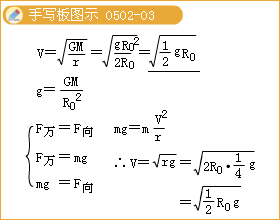 手写板图示 0502-03
V=√(GM/r)=√(gR₀²/2R₀)=√(1/2 gR₀)
g=GM/R₀²
F万=F向 mg=m V²/r
F万=mg ∴V=√(rg)=√(2R₀·1/4 g)
mg=F向 =√(1/2 R₀g)